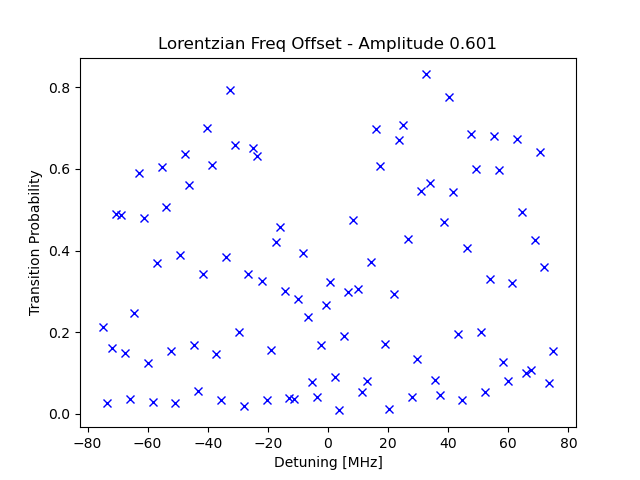 Lorentzian Freq Offset - Amplitude 0.601
0.8
0.6
0.4
0.2
0.0
Transition Probability
−80 −60 −40 −20 0 20 40 60 80
Detuning [MHz]